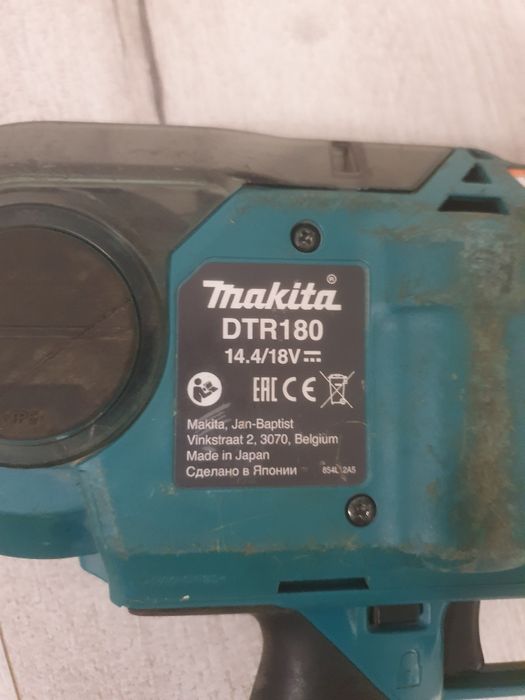 makita®
DTR180
14.4/18V
EAC CE
Makita, Jan-Baptist
Vinkstraat 2, 3070, Belgium
Made in Japan
Сделано в Японии